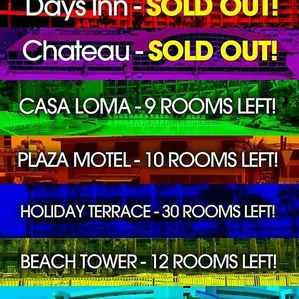 Days Inn - SOLD OUT!
Chateau - SOLD OUT!
CASA LOMA - 9 ROOMS LEFT!
PLAZA MOTEL - 10 ROOMS LEFT!
HOLIDAY TERRACE - 30 ROOMS LEFT!
BEACH TOWER - 12 ROOMS LEFT!